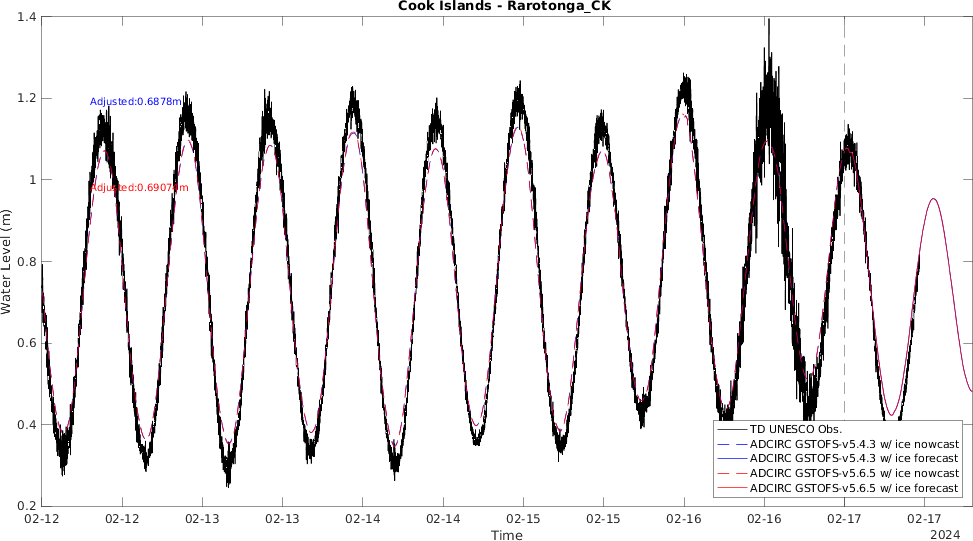 Cook Islands - Rarotonga_CK
1.4
1.2
1
0.8
0.6
0.4
0.2
Water Level (m)
Adjusted:0.6878m
Adjusted:0.6907m
TD UNESCO Obs.
ADCIRC GSTOFS-v5.4.3 w/ ice nowcast
ADCIRC GSTOFS-v5.4.3 w/ ice forecast
ADCIRC GSTOFS-v5.6.5 w/ ice nowcast
ADCIRC GSTOFS-v5.6.5 w/ ice forecast
02-12 02-12 02-13 02-13 02-14 02-14 02-15 02-15 02-16 02-16 02-17 02-17
Time
2024